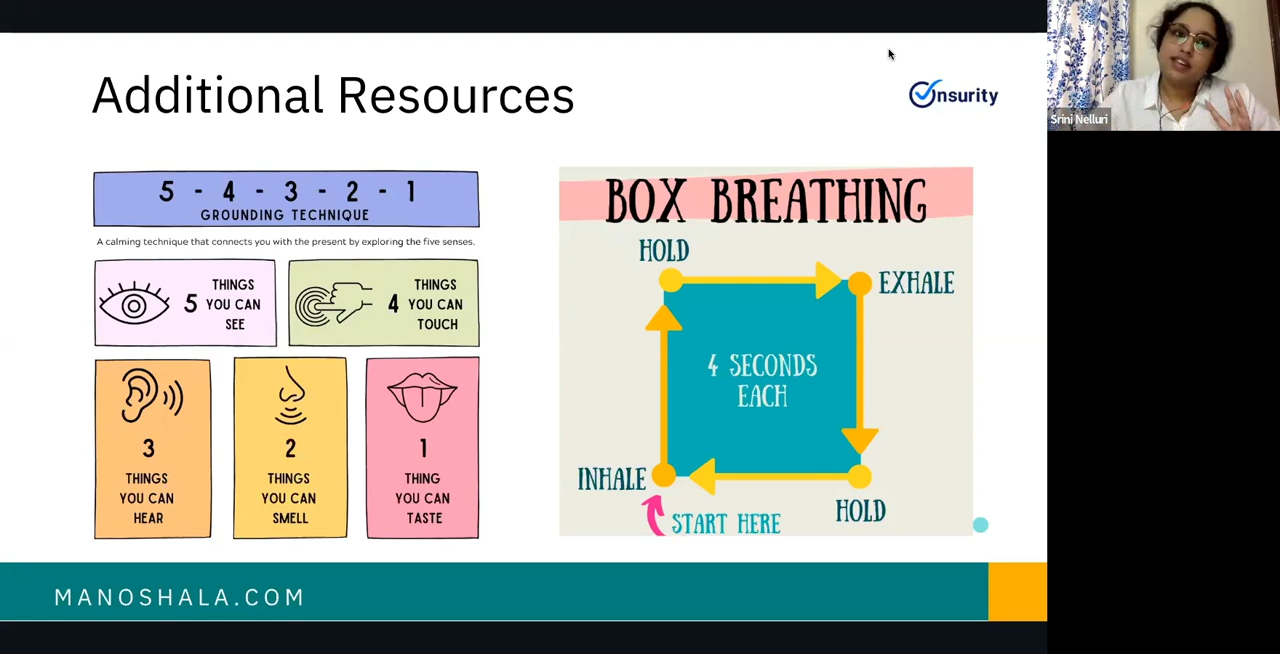 Additional Resources
Onsurity
Srini Nelluri
5 - 4 - 3 - 2 - 1
GROUNDING TECHNIQUE
A calming technique that connects you with the present by exploring the five senses.
5 THINGS
YOU CAN
SEE
4 THINGS
YOU CAN
TOUCH
3
THINGS
YOU CAN
HEAR
2
THINGS
YOU CAN
SMELL
1
THING
YOU CAN
TASTE
BOX BREATHING
HOLD
EXHALE
4 SECONDS
EACH
INHALE
HOLD
START HERE
MANOSHALA.COM